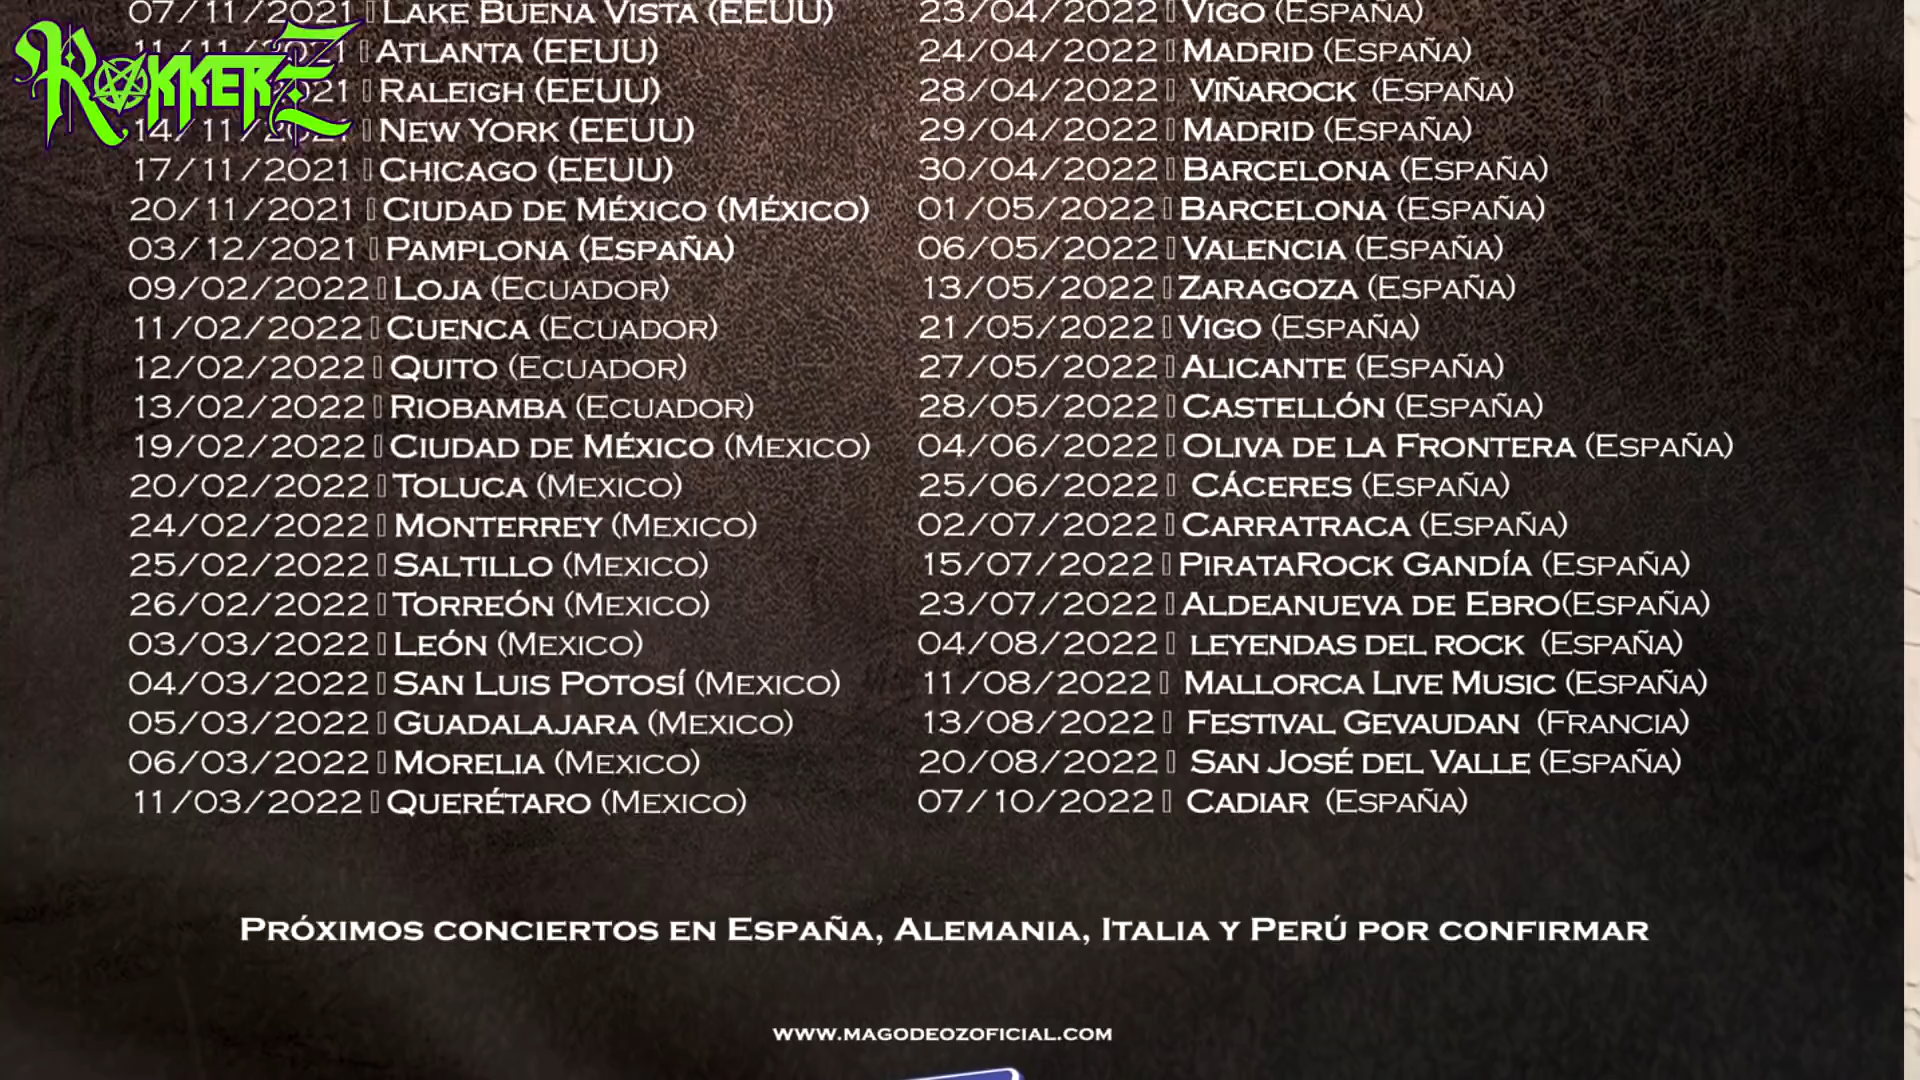 ROKKERZ
07/11/2021 LAKE BUENA VISTA (EEUU)
11/11/2021 ATLANTA (EEUU)
2021 RALEIGH (EEUU)
14/11/2021 NEW YORK (EEUU)
17/11/2021 CHICAGO (EEUU)
20/11/2021 CIUDAD DE MÉXICO (MÉXICO)
03/12/2021 PAMPLONA (ESPAÑA)
09/02/2022 LOJA (ECUADOR)
11/02/2022 CUENCA (ECUADOR)
12/02/2022 QUITO (ECUADOR)
13/02/2022 RIOBAMBA (ECUADOR)
19/02/2022 CIUDAD DE MÉXICO (MEXICO)
20/02/2022 TOLUCA (MEXICO)
24/02/2022 MONTERREY (MEXICO)
25/02/2022 SALTILLO (MEXICO)
26/02/2022 TORREÓN (MEXICO)
03/03/2022 LEÓN (MEXICO)
04/03/2022 SAN LUIS POTOSÍ (MEXICO)
05/03/2022 GUADALAJARA (MEXICO)
06/03/2022 MORELIA (MEXICO)
11/03/2022 QUERÉTARO (MEXICO)
23/04/2022 VIGO (ESPAÑA)
24/04/2022 MADRID (ESPAÑA)
28/04/2022 VIÑAROCK (ESPAÑA)
29/04/2022 MADRID (ESPAÑA)
30/04/2022 BARCELONA (ESPAÑA)
01/05/2022 BARCELONA (ESPAÑA)
06/05/2022 VALENCIA (ESPAÑA)
13/05/2022 ZARAGOZA (ESPAÑA)
21/05/2022 VIGO (ESPAÑA)
27/05/2022 ALICANTE (ESPAÑA)
28/05/2022 CASTELLÓN (ESPAÑA)
04/06/2022 OLIVA DE LA FRONTERA (ESPAÑA)
25/06/2022 CÁCERES (ESPAÑA)
02/07/2022 CARRATRACA (ESPAÑA)
15/07/2022 PIRATAROCK GANDÍA (ESPAÑA)
23/07/2022 ALDEANUEVA DE EBRO(ESPAÑA)
04/08/2022 LEYENDAS DEL ROCK (ESPAÑA)
11/08/2022 MALLORCA LIVE MUSIC (ESPAÑA)
13/08/2022 FESTIVAL GEVAUDAN (FRANCIA)
20/08/2022 SAN JOSÉ DEL VALLE (ESPAÑA)
07/10/2022 CADIAR (ESPAÑA)
PRÓXIMOS CONCIERTOS EN ESPAÑA, ALEMANIA, ITALIA Y PERÚ POR CONFIRMAR
WWW.MAGODEOZOFICIAL.COM